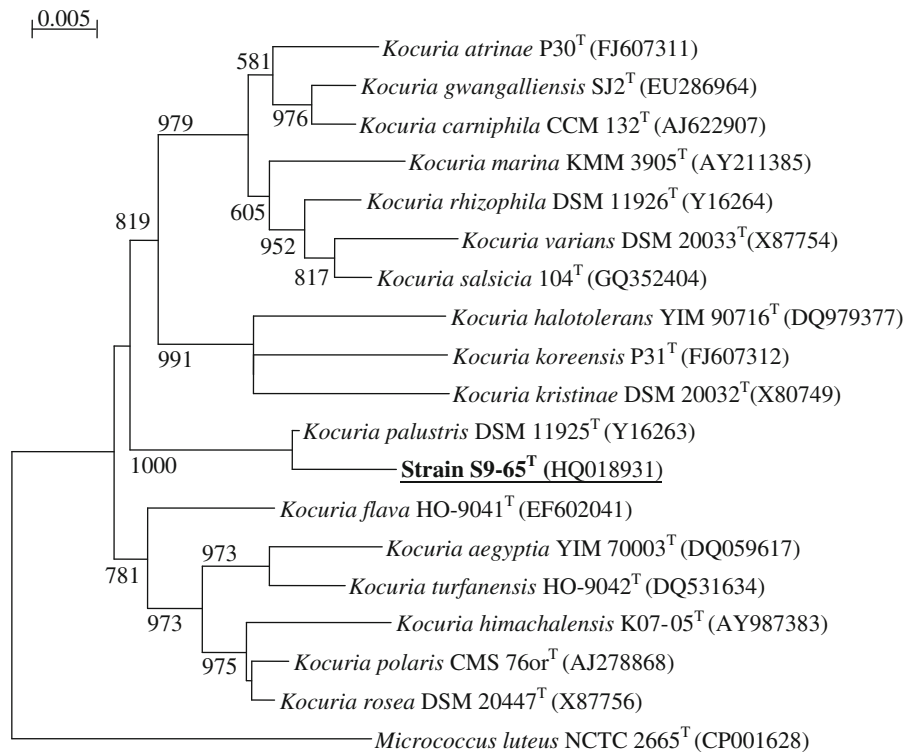 0.005
581
Kocuria atrinae P30ᵀ (FJ607311)
Kocuria gwangalliensis SJ2ᵀ (EU286964)
976
Kocuria carniphila CCM 132ᵀ (AJ622907)
979
Kocuria marina KMM 3905ᵀ (AY211385)
605
Kocuria rhizophila DSM 11926ᵀ (Y16264)
819
952
Kocuria varians DSM 20033ᵀ(X87754)
817
Kocuria salsicia 104ᵀ (GQ352404)
Kocuria halotolerans YIM 90716ᵀ (DQ979377)
991
Kocuria koreensis P31ᵀ (FJ607312)
Kocuria kristinae DSM 20032ᵀ(X80749)
Kocuria palustris DSM 11925ᵀ (Y16263)
1000
Strain S9-65ᵀ (HQ018931)
Kocuria flava HO-9041ᵀ (EF602041)
781
973
Kocuria aegyptia YIM 70003ᵀ (DQ059617)
Kocuria turfanensis HO-9042ᵀ (DQ531634)
973
Kocuria himachalensis K07-05ᵀ (AY987383)
975
Kocuria polaris CMS 76orᵀ (AJ278868)
Kocuria rosea DSM 20447ᵀ (X87756)
Micrococcus luteus NCTC 2665ᵀ (CP001628)